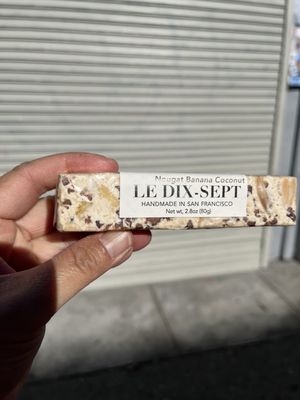 Nougat Banana Coconut
LE DIX-SEPT
HANDMADE IN SAN FRANCISCO
Net wt, 2.8oz (80g)